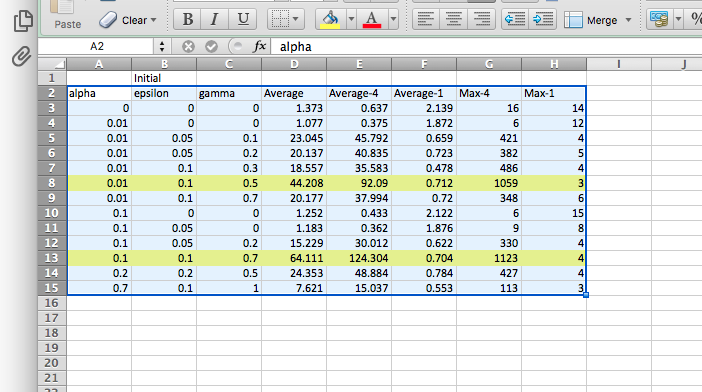 Paste Clear B I U A Merge %
A2 fx alpha
A B C D E F G H I J
1 Initial
2 alpha epsilon gamma Average Average-4 Average-1 Max-4 Max-1
3 0 0 0 1.373 0.637 2.139 16 14
4 0.01 0 0 1.077 0.375 1.872 6 12
5 0.01 0.05 0.1 23.045 45.792 0.659 421 4
6 0.01 0.05 0.2 20.137 40.835 0.723 382 5
7 0.01 0.1 0.3 18.557 35.583 0.478 486 4
8 0.01 0.1 0.5 44.208 92.09 0.712 1059 3
9 0.01 0.1 0.7 20.177 37.994 0.72 348 6
10 0.1 0 0 1.252 0.433 2.122 6 15
11 0.1 0.05 0 1.183 0.362 1.876 9 8
12 0.1 0.05 0.2 15.229 30.012 0.622 330 4
13 0.1 0.1 0.7 64.111 124.304 0.704 1123 4
14 0.2 0.2 0.5 24.353 48.884 0.784 427 4
15 0.7 0.1 1 7.621 15.037 0.553 113 3
16
17
18
19
20
21